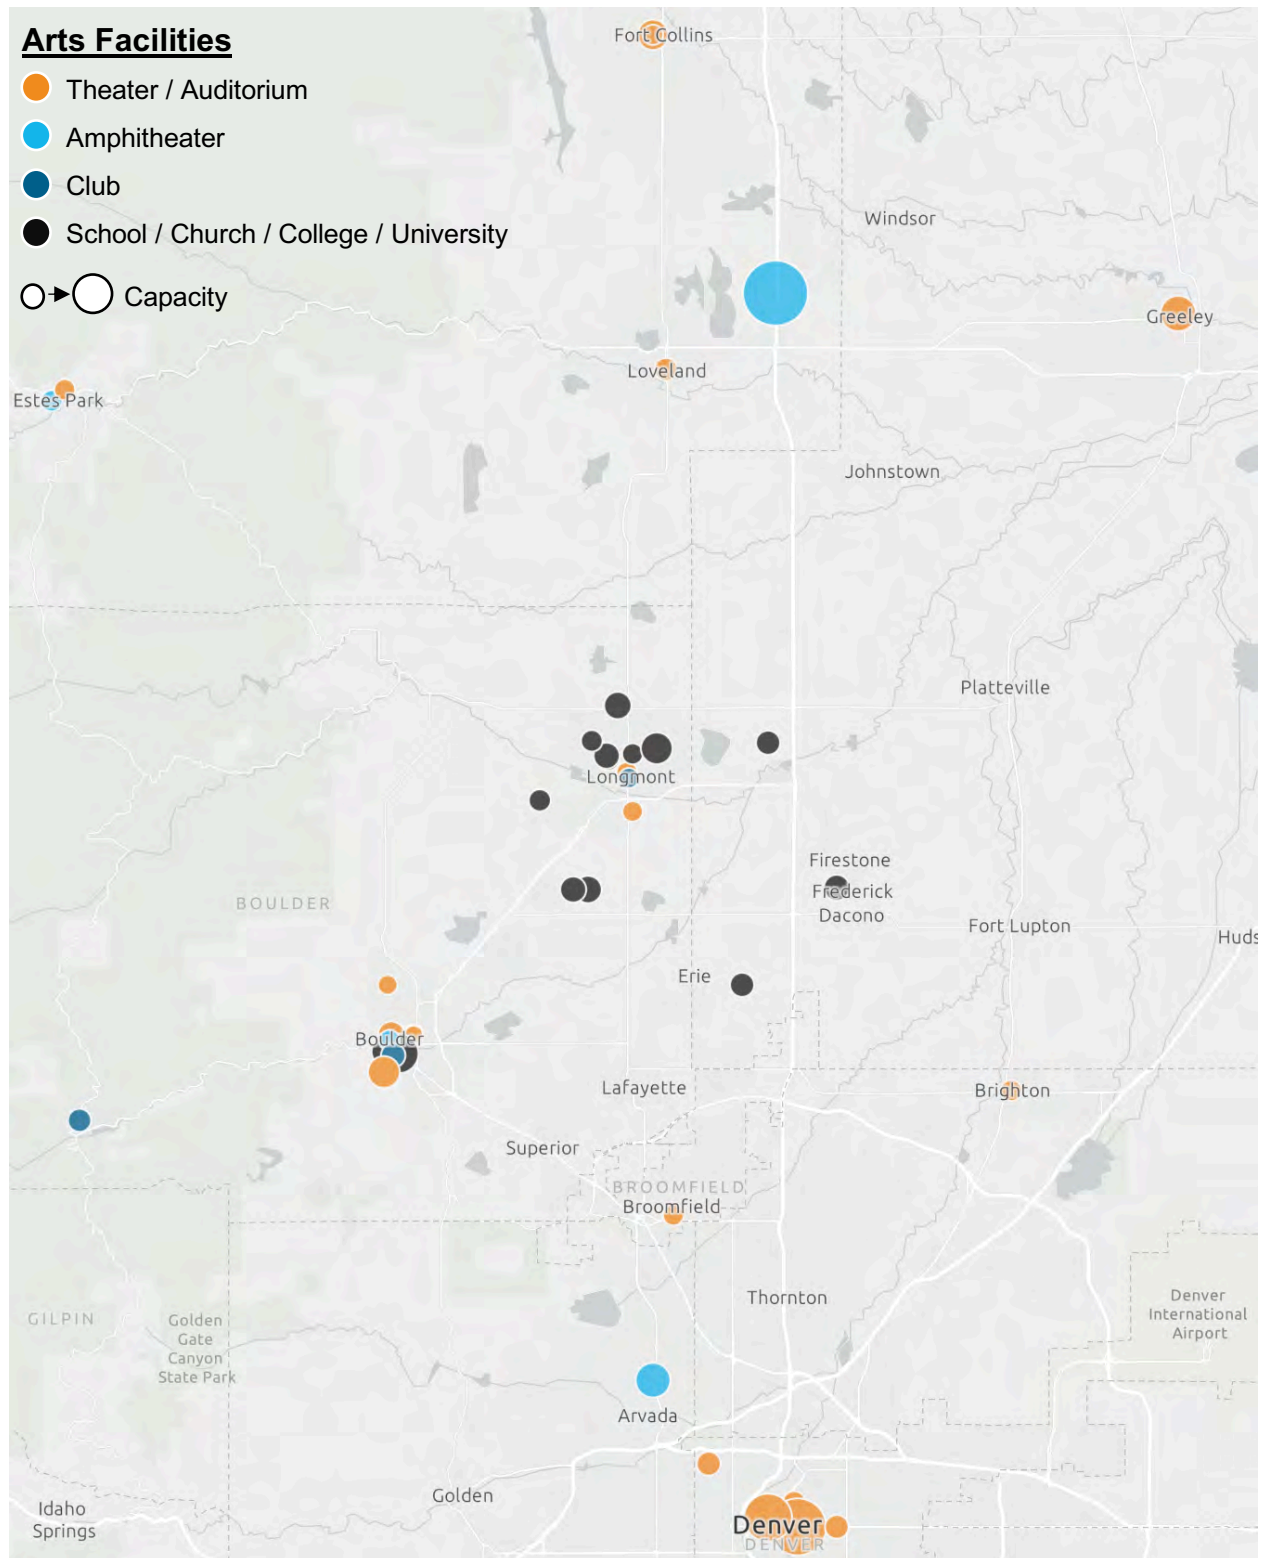 Arts Facilities
Theater / Auditorium
Amphitheater
Club
School / Church / College / University
Capacity
Fort Collins
Windsor
Greeley
Loveland
Estes Park
Johnstown
Platteville
Longmont
Firestone
Frederick
Dacono
BOULDER
Fort Lupton
Huds
Erie
Boulder
Lafayette
Brighton
Superior
BROOMFIELD
Broomfield
Thornton
Denver
International
Airport
GILPIN
Golden
Gate
Canyon
State Park
Arvada
Golden
Idaho
Springs
Denver
DENVER